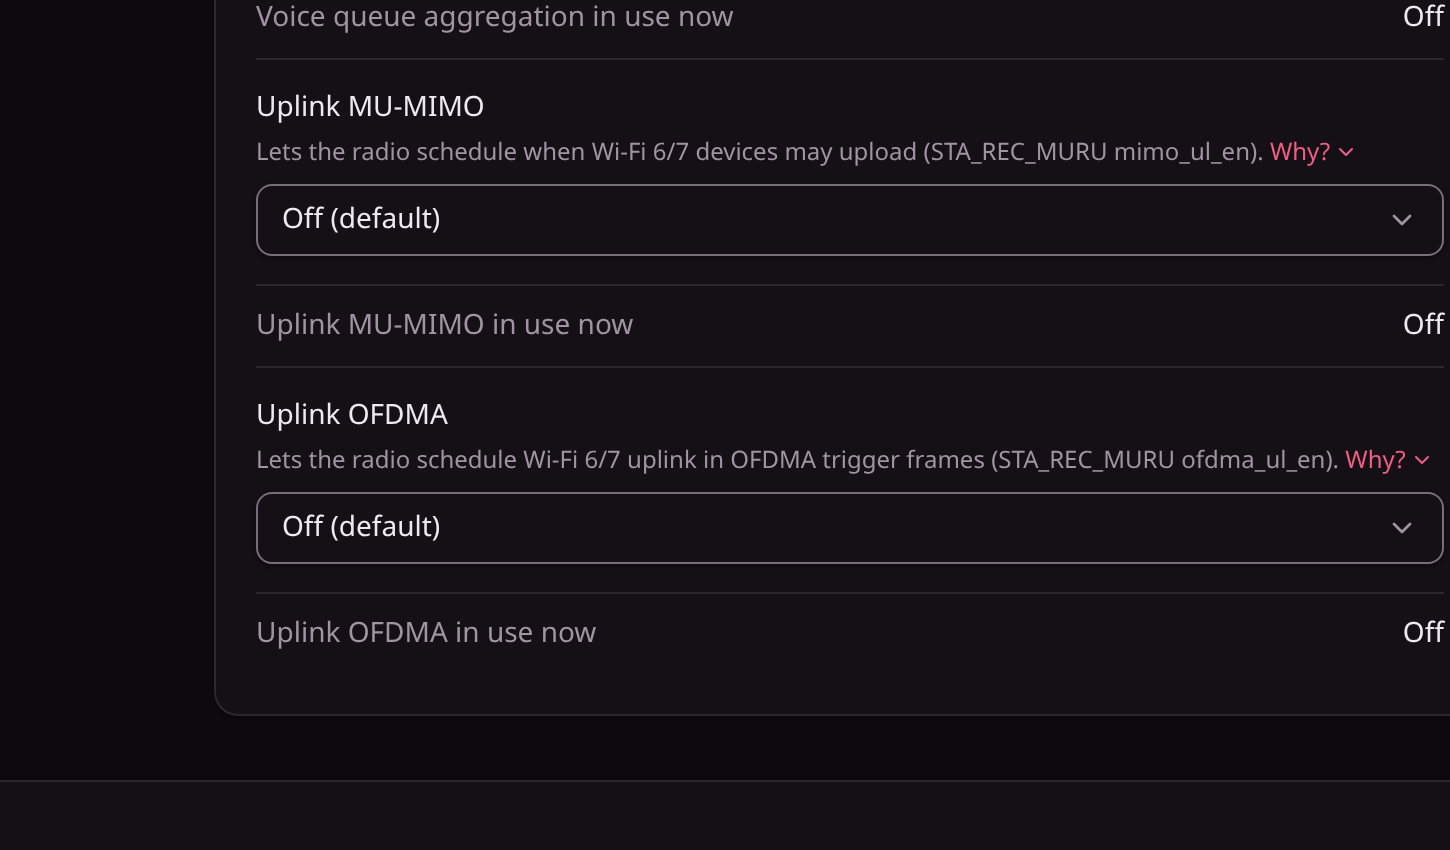 Voice queue aggregation in use now Off
Uplink MU-MIMO
Lets the radio schedule when Wi-Fi 6/7 devices may upload (STA_REC_MURU mimo_ul_en). Why?
Off (default)
Uplink MU-MIMO in use now Off
Uplink OFDMA
Lets the radio schedule Wi-Fi 6/7 uplink in OFDMA trigger frames (STA_REC_MURU ofdma_ul_en). Why?
Off (default)
Uplink OFDMA in use now Off